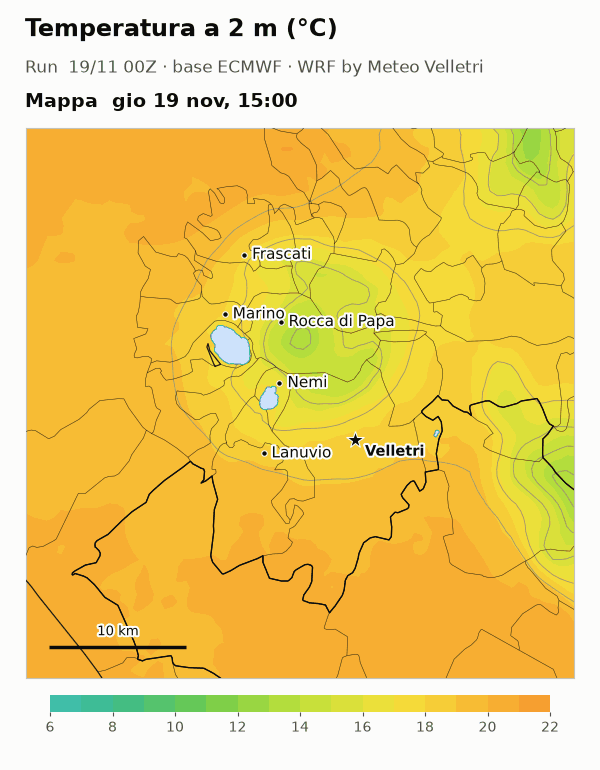 Temperatura a 2 m (°C)
Run  19/11 00Z · base ECMWF · WRF by Meteo Velletri
Mappa  gio 19 nov, 15:00
Frascati
Marino
Rocca di Papa
Nemi
Velletri
Lanuvio
10 km
6 8 10 12 14 16 18 20 22